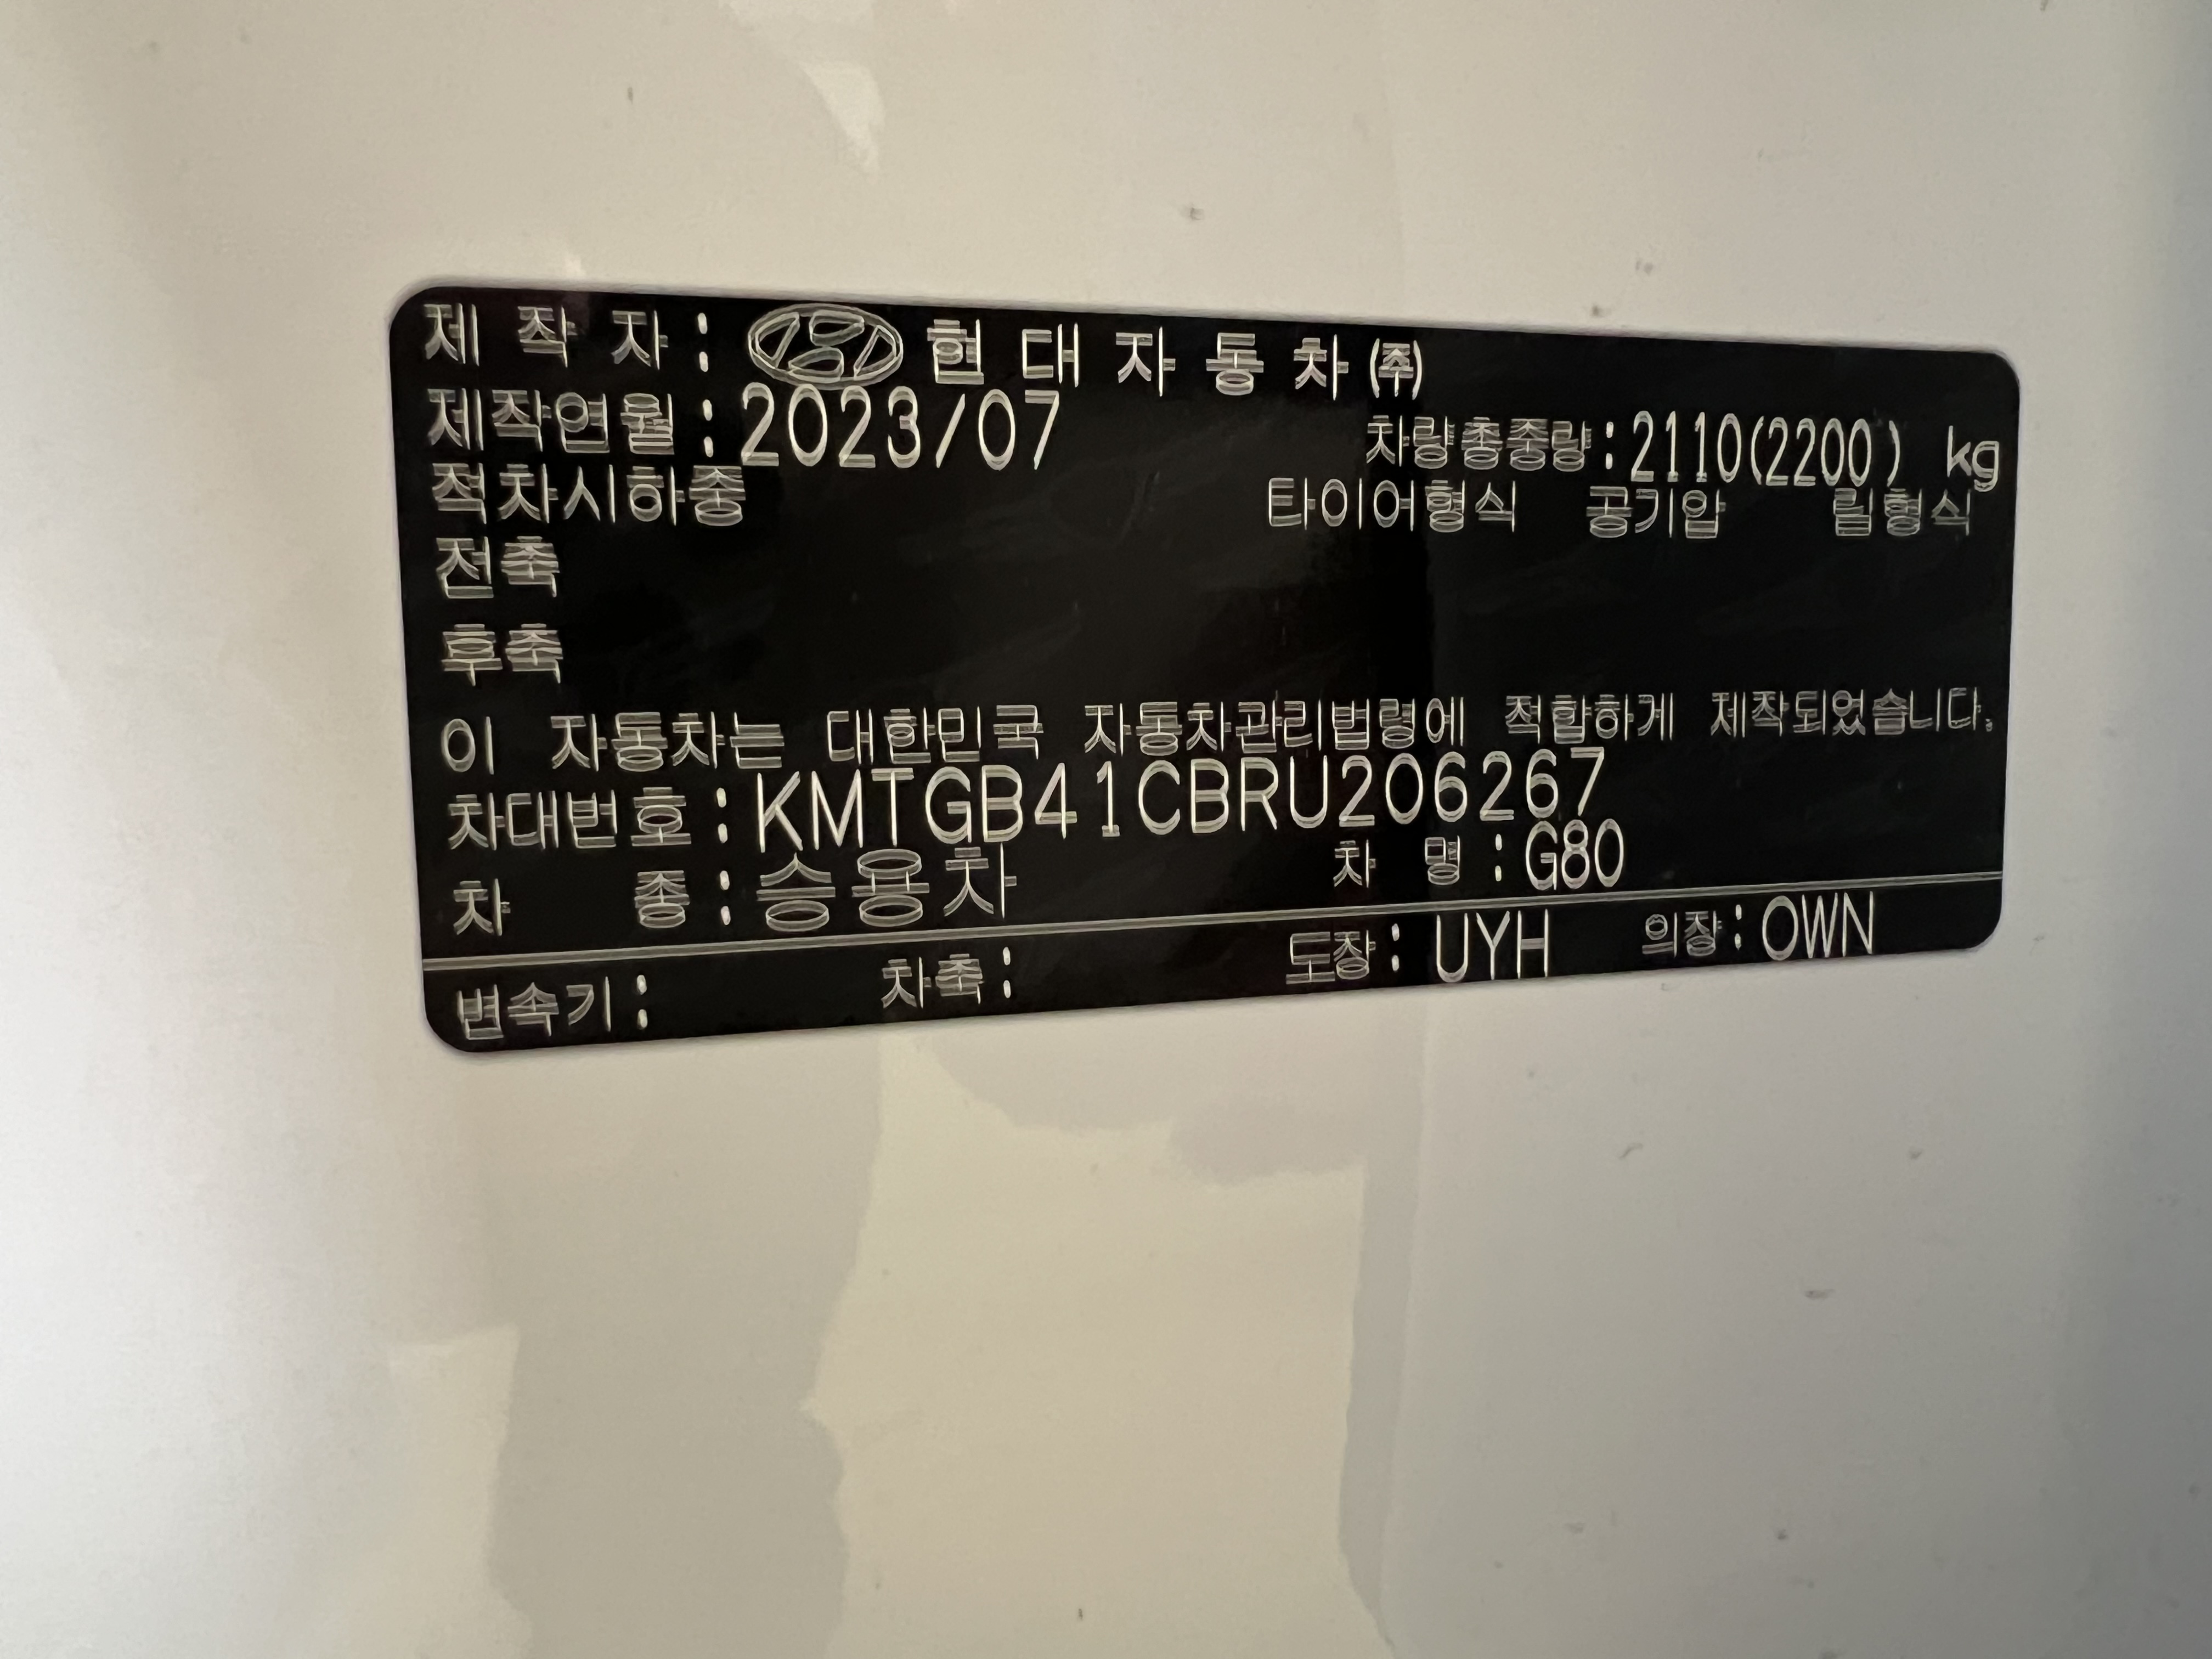 제 작 자 : 현 대 자 동 차 ㈜
제작연월 : 2023/07 차량총중량 : 2110(2200) kg
적차시하중 타이어형식 공기압 림형식
전축
후축
이 자동차는 대한민국 자동차관리법령에 적합하게 제작되었습니다.
차대번호 : KMTGB41CBRU206267
차 종 : 승용차 차 명 : G80
변속기 : 차축 : 도장 : UYH 의장 : OWN